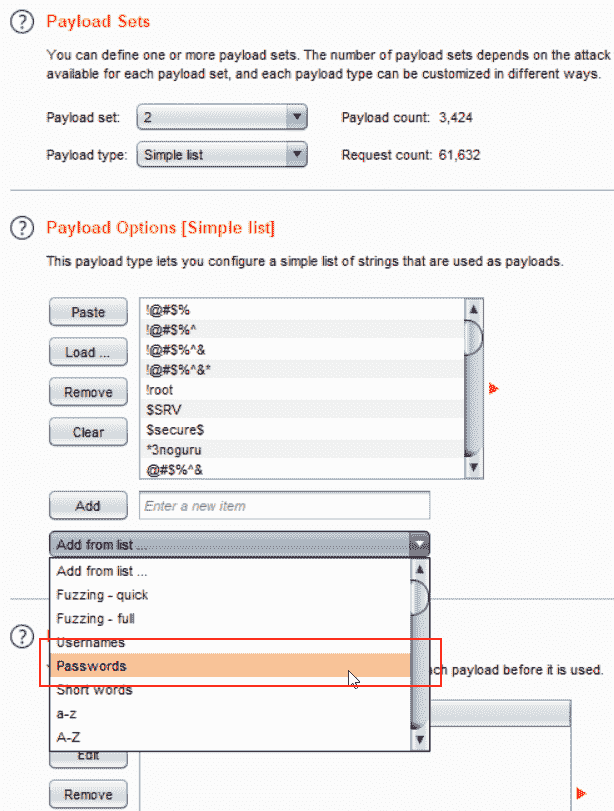 Payload Sets
You can define one or more payload sets. The number of payload sets depends on the attack
available for each payload set, and each payload type can be customized in different ways.
Payload set: 2 Payload count: 3,424
Payload type: Simple list Request count: 61,632
Payload Options [Simple list]
This payload type lets you configure a simple list of strings that are used as payloads.
Paste
Load ...
Remove
Clear
!@#$%
!@#$%^
!@#$%^&
!@#$%^&*
!root
$SRV
$secure$
*3noguru
@#$%^&
Add Enter a new item
Add from list ...
Add from list ...
Fuzzing - quick
Fuzzing - full
Usernames
Passwords
ach payload before it is used.
Short words
a-z
A-Z
Edit
Remove